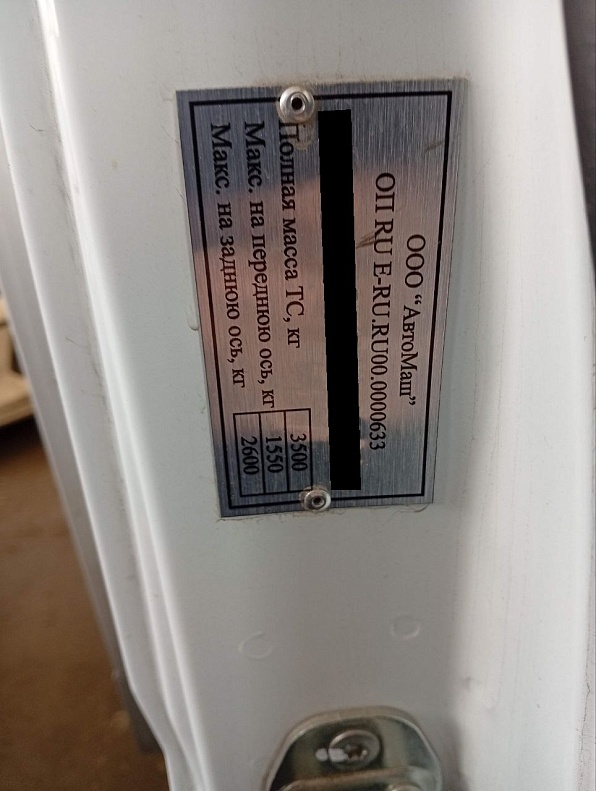 ООО “АвтоМаш”
ОП RU E-RU.RU00.0000633
Полная масса ТС, кг 3500
Макс. на переднюю ось, кг 1550
Макс. на заднюю ось, кг 2600